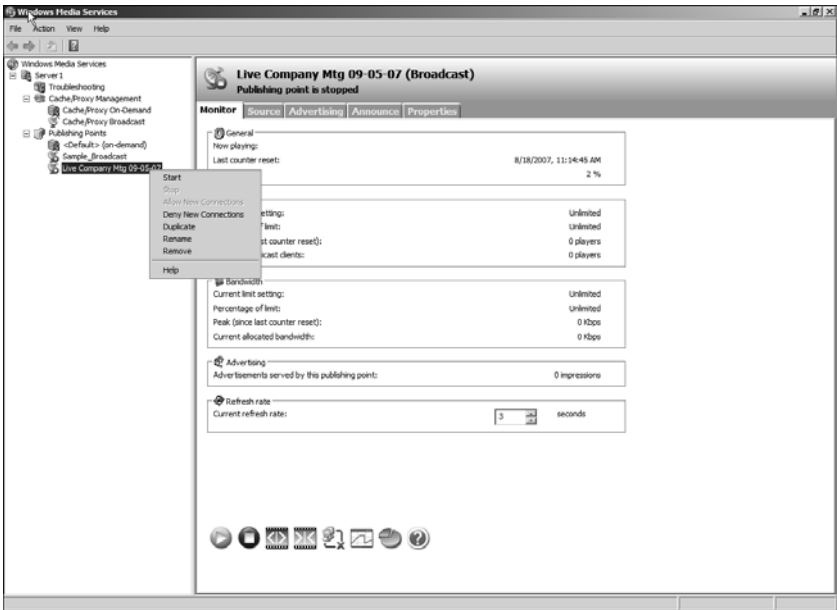 Windows Media Services
File Action View Help
Windows Media Services
Server1
Troubleshooting
Cache/Proxy Management
Cache/Proxy On-Demand
Cache/Proxy Broadcast
Publishing Points
<Default> (on-demand)
Sample_Broadcast
Live Company Mtg 09-05-07
Start
Stop
Allow New Connections
Deny New Connections
Duplicate
Rename
Remove
Help
Live Company Mtg 09-05-07 (Broadcast)
Publishing point is stopped
Monitor Source Advertising Announce Properties
General
Now playing:
Last counter reset: 8/18/2007, 11:14:45 AM
2 %
etting: Unlimited
f limit: Unlimited
st counter reset): 0 players
cast clients: 0 players
Bandwidth
Current limit setting: Unlimited
Percentage of limit: Unlimited
Peak (since last counter reset): 0 Kbps
Current allocated bandwidth: 0 Kbps
Advertising
Advertisements served by this publishing point: 0 impressions
Refresh rate
Current refresh rate: 3 seconds